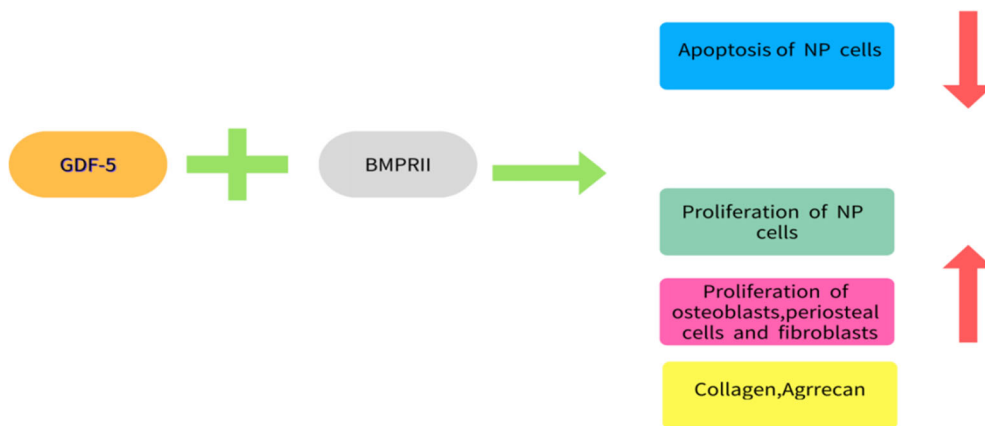 Apoptosis of NP cells
GDF-5
BMPRII
Proliferation of NP
cells
Proliferation of
osteoblasts,periosteal
cells and fibroblasts
Collagen,Agrrecan